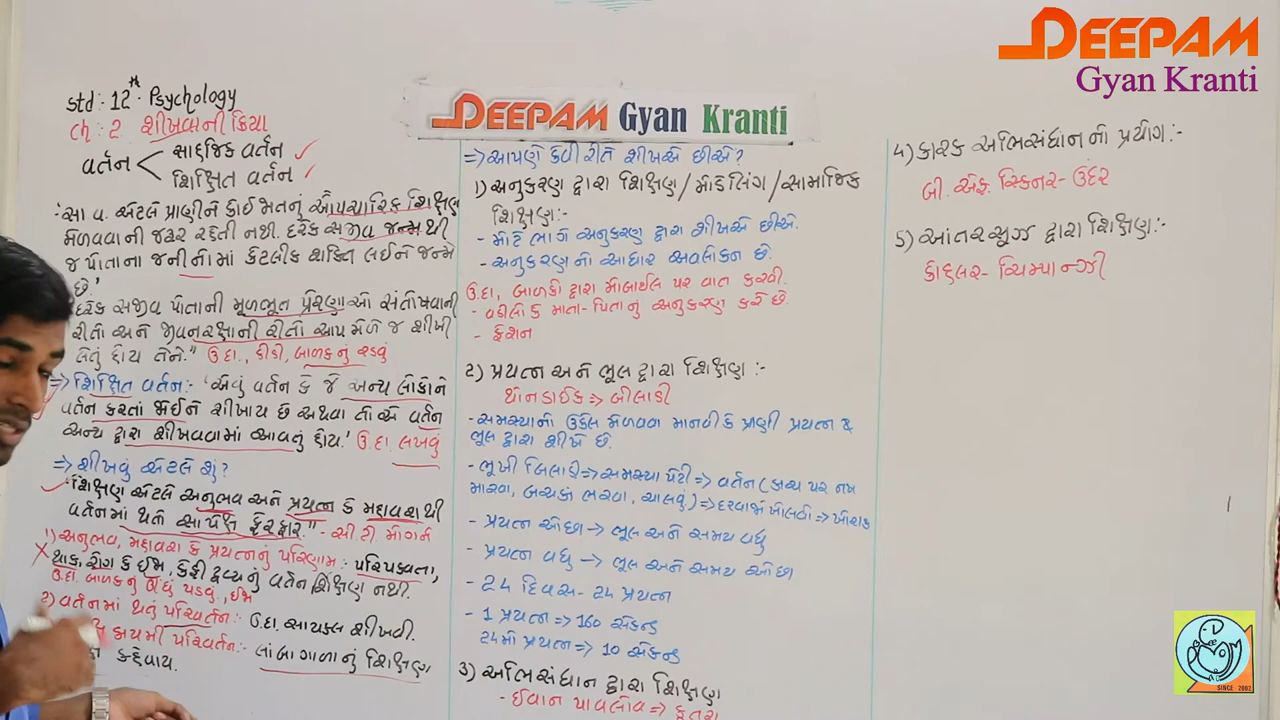 DEEPAM
Gyan Kranti
DEEPAM Gyan Kranti
std:- 12th Psychology
ch: 2 શીખવાની ક્રિયા
વર્તન < સાહજિક વર્તન ✓
શિક્ષિત વર્તન ✓
'સા.વ. એટલે પ્રાણીને કોઈ જાતનું ઔપચારિક શિક્ષણ
મેળવવાની જરૂર રહેતી નથી. દરેક સજીવ જન્મથી
જ પોતાના જનીનોમાં કેટલીક શક્તિ લઈને જન્મે
છે.'
દરેક સજીવ પોતાની મૂળભૂત પ્રેરણાઓ સંતોષવાની
રીતો અને જીવનરક્ષાની રીતો આપમેળે જ શીખી
લેતું હોય તેને." ઉ.દા., કીડી, બાળકનું રડવું
=> શિક્ષિત વર્તન:- 'એવું વર્તન કે જે અન્ય લોકોને
વર્તન કરતાં જોઈને શીખાય છે અથવા તો એ વર્તન
અન્ય દ્વારા શીખવવામાં આવતું હોય.' ઉ.દા લખવું
=> શીખવું એટલે શું?
"શિક્ષણ એટલે અનુભવ અને પ્રયત્ન કે મહાવરાથી
વર્તનમાં થતો સાપેક્ષ ફેરફાર." - સી.ટી. મોર્ગન
1) અનુભવ, મહાવરા કે પ્રયત્નનું પરિણામ:- પરિપક્વતા,
થાક, રોગ કે ઈજા, કેફી દ્રવ્યનું વર્તન શિક્ષણ નથી.
ઉ.દા. બાળકનું ઊંધું પડવું., ઈજા
2) વર્તનમાં થતું પરિવર્તન:- ઉ.દા. સાયકલ શીખવી.
કાયમી પરિવર્તન:- લાંબાગાળાનું શિક્ષણ
કહેવાય.
=> આપણે કેવી રીતે શીખીએ છીએ?
1) અનુકરણ દ્વારા શિક્ષણ/મોડેલિંગ/સામાજિક
શિક્ષણ:-
- મોટે ભાગે અનુકરણ દ્વારા શીખીએ છીએ.
- અનુકરણનો આધાર અવલોકન છે.
ઉ.દા, બાળકો દ્વારા મોબાઈલ પર વાત કરવી.
- વડીલો કે માતા-પિતાનું અનુકરણ કરે છે.
- ફેશન
2) પ્રયત્ન અને ભૂલ દ્વારા શિક્ષણ:-
થોર્નડાઈક => બીલાડી
- સમસ્યાનો ઉકેલ મેળવવા માનવી કે પ્રાણી પ્રયત્ન &
ભૂલ દ્વારા શીખે છે.
- ભૂખી બિલાડી => સમસ્યા પેટી => વર્તન (કાચ પર નખ
મારવા, બચકાં ભરવા, ચાલવું) => દરવાજો ખોલવો => ખોરાક
- પ્રયત્ન ઓછા -> ભૂલ અને સમય વધુ
- પ્રયત્ન વધુ -> ભૂલ અને સમય ઓછા
- 24 દિવસ - 24 પ્રયત્ન
- 1 પ્રયત્ન => 160 સેકન્ડ
24મો પ્રયત્ન => 10 સેકન્ડ
3) અભિસંધાન દ્વારા શિક્ષણ
- ઈવાન પાવલોવ => કૂતરા
4) કારક અભિસંધાનનો પ્રયોગ:-
બી. એફ. સ્કિનર - ઉંદર
5) આંતરસૂઝ દ્વારા શિક્ષણ:-
કોહલર - ચિમ્પાન્ઝી
SINCE - 2002